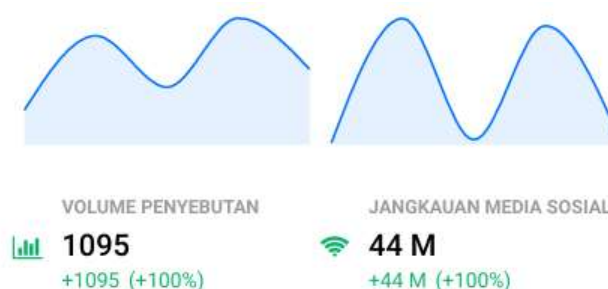 VOLUME PENYEBUTAN
1095
+1095 (+100%)
JANGKAUAN MEDIA SOSIAL
44 M
+44 M (+100%)